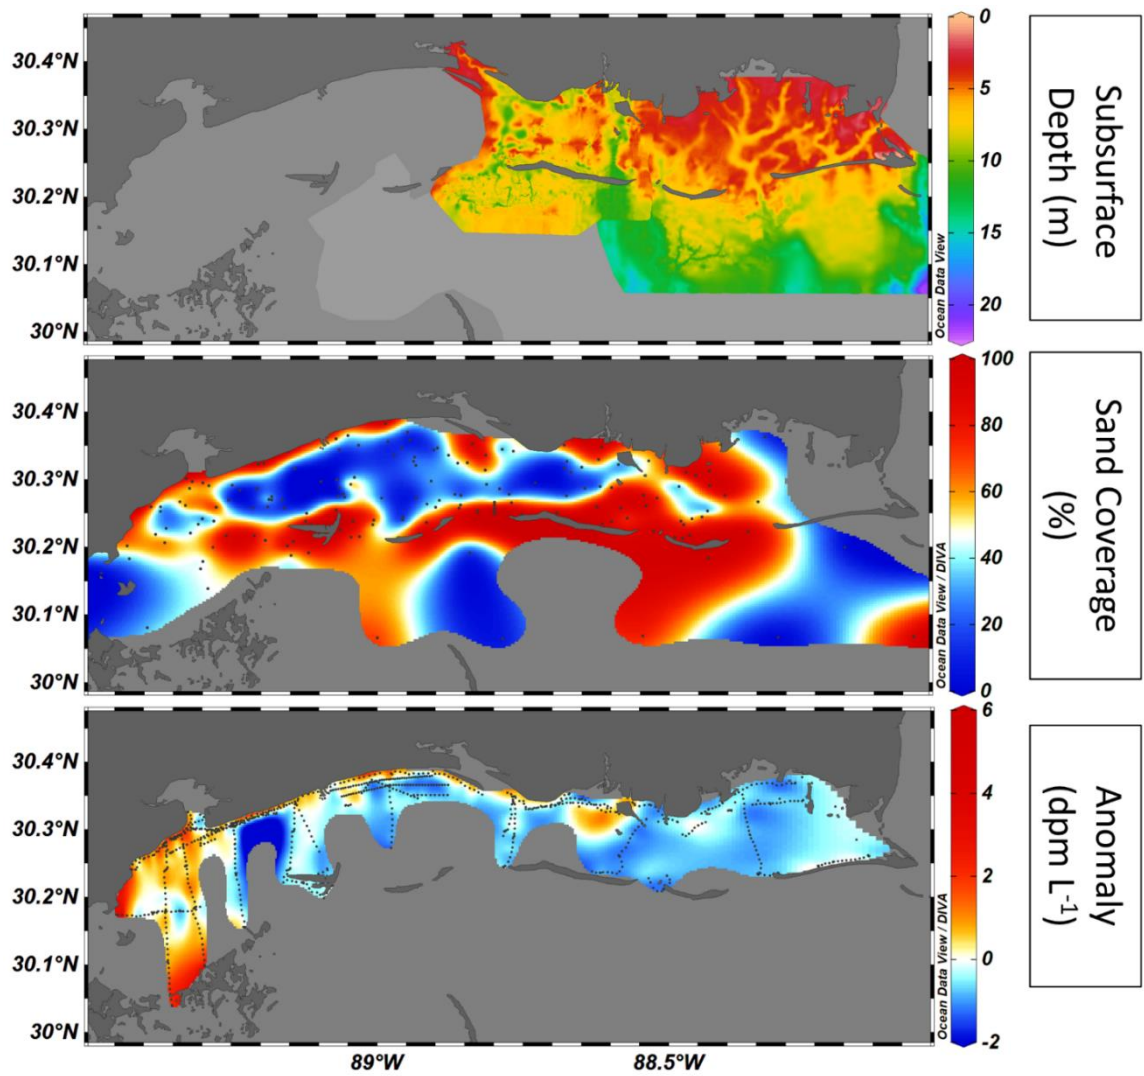 0
30.4°N
5
30.3°N
10
30.2°N
15
30.1°N
20
30°N
Ocean Data View
Subsurface
Depth (m)
100
30.4°N
80
30.3°N
60
30.2°N
40
30.1°N
20
30°N
0
Ocean Data View / DIVA
Sand Coverage
(%)
6
30.4°N
4
30.3°N
2
30.2°N
30.1°N
0
30°N
-2
Ocean Data View / DIVA
Anomaly
(dpm L⁻¹)
89°W
88.5°W